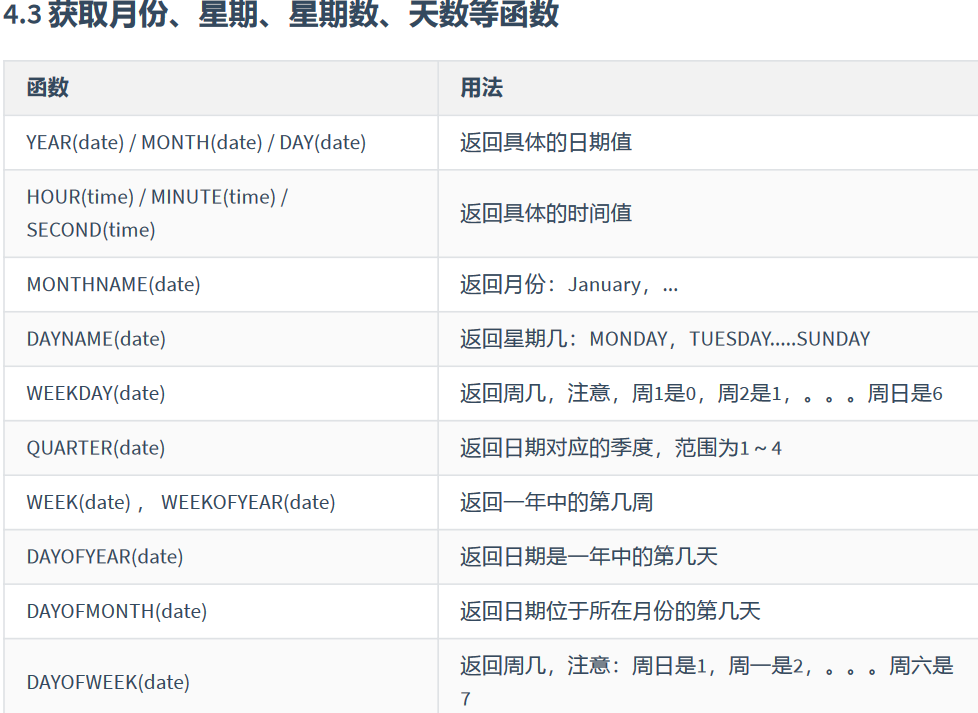 4.3 获取月份、星期、星期数、天数等函数
函数 用法
YEAR(date) / MONTH(date) / DAY(date) 返回具体的日期值
HOUR(time) / MINUTE(time) /
SECOND(time)
返回具体的时间值
MONTHNAME(date) 返回月份：January，...
DAYNAME(date) 返回星期几：MONDAY，TUESDAY.....SUNDAY
WEEKDAY(date) 返回周几，注意，周1是0，周2是1，。。。周日是6
QUARTER(date) 返回日期对应的季度，范围为1～4
WEEK(date) ， WEEKOFYEAR(date) 返回一年中的第几周
DAYOFYEAR(date) 返回日期是一年中的第几天
DAYOFMONTH(date) 返回日期位于所在月份的第几天
DAYOFWEEK(date)
返回周几，注意：周日是1，周一是2，。。。周六是
7